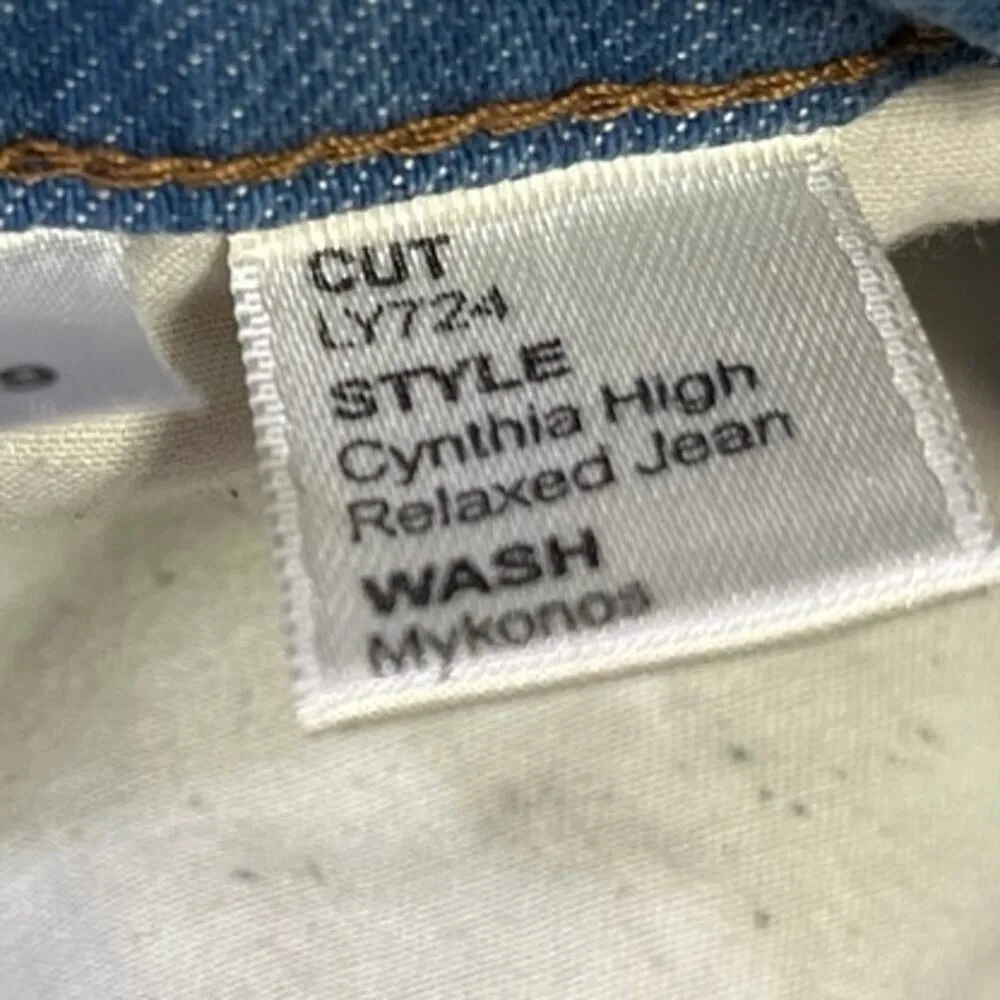 CUT
LY724
STYLE
Cynthia High
Relaxed Jean
WASH
Mykonos